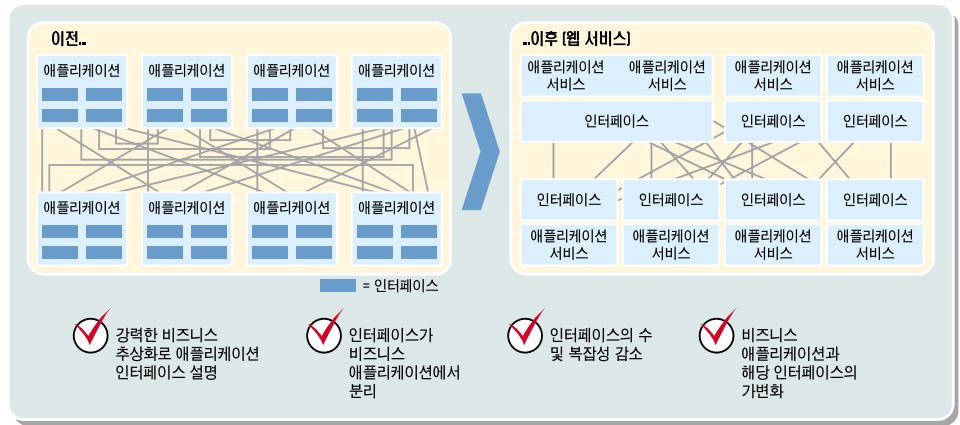 이전...
애플리케이션 애플리케이션 애플리케이션 애플리케이션
애플리케이션 애플리케이션 애플리케이션 애플리케이션
= 인터페이스
...이후 (웹 서비스)
애플리케이션 애플리케이션 애플리케이션 애플리케이션
서비스 서비스 서비스 서비스
인터페이스 인터페이스 인터페이스
인터페이스 인터페이스 인터페이스 인터페이스
애플리케이션 애플리케이션 애플리케이션 애플리케이션
서비스 서비스 서비스 서비스
강력한 비즈니스
추상화로 애플리케이션
인터페이스 설명
인터페이스가
비즈니스
애플리케이션에서
분리
인터페이스의 수
및 복잡성 감소
비즈니스
애플리케이션과
해당 인터페이스의
가변화